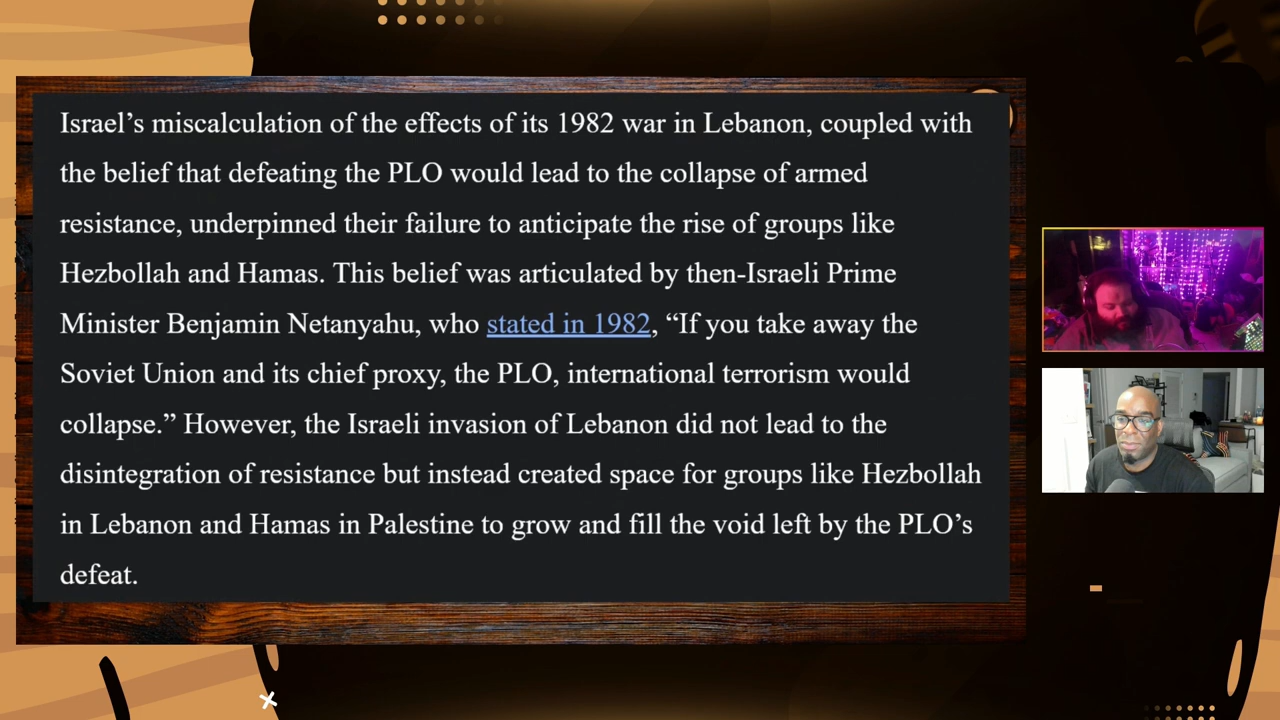 Israel’s miscalculation of the effects of its 1982 war in Lebanon, coupled with
the belief that defeating the PLO would lead to the collapse of armed
resistance, underpinned their failure to anticipate the rise of groups like
Hezbollah and Hamas. This belief was articulated by then-Israeli Prime
Minister Benjamin Netanyahu, who stated in 1982, “If you take away the
Soviet Union and its chief proxy, the PLO, international terrorism would
collapse.” However, the Israeli invasion of Lebanon did not lead to the
disintegration of resistance but instead created space for groups like Hezbollah
in Lebanon and Hamas in Palestine to grow and fill the void left by the PLO’s
defeat.